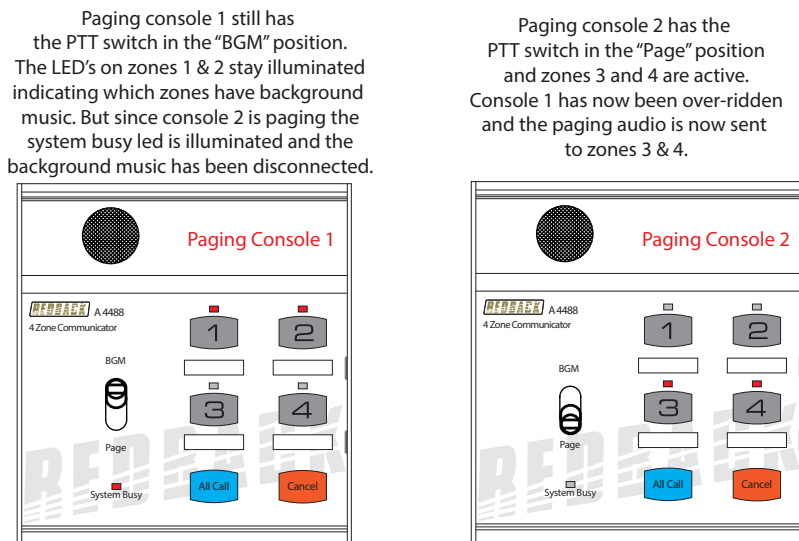 Paging console 1 still has
the PTT switch in the “BGM” position.
The LED’s on zones 1 & 2 stay illuminated
indicating which zones have background
music. But since console 2 is paging the
system busy led is illuminated and the
background music has been disconnected.
Paging Console 1
REDBACK A 4488
4 Zone Communicator
1
2
BGM
3
4
Page
REDBACK
System Busy
All Call
Cancel
Paging console 2 has the
PTT switch in the “Page” position
and zones 3 and 4 are active.
Console 1 has now been over-ridden
and the paging audio is now sent
to zones 3 & 4.
Paging Console 2
REDBACK A 4488
4 Zone Communicator
1
2
BGM
3
4
Page
REDBACK
System Busy
All Call
Cancel